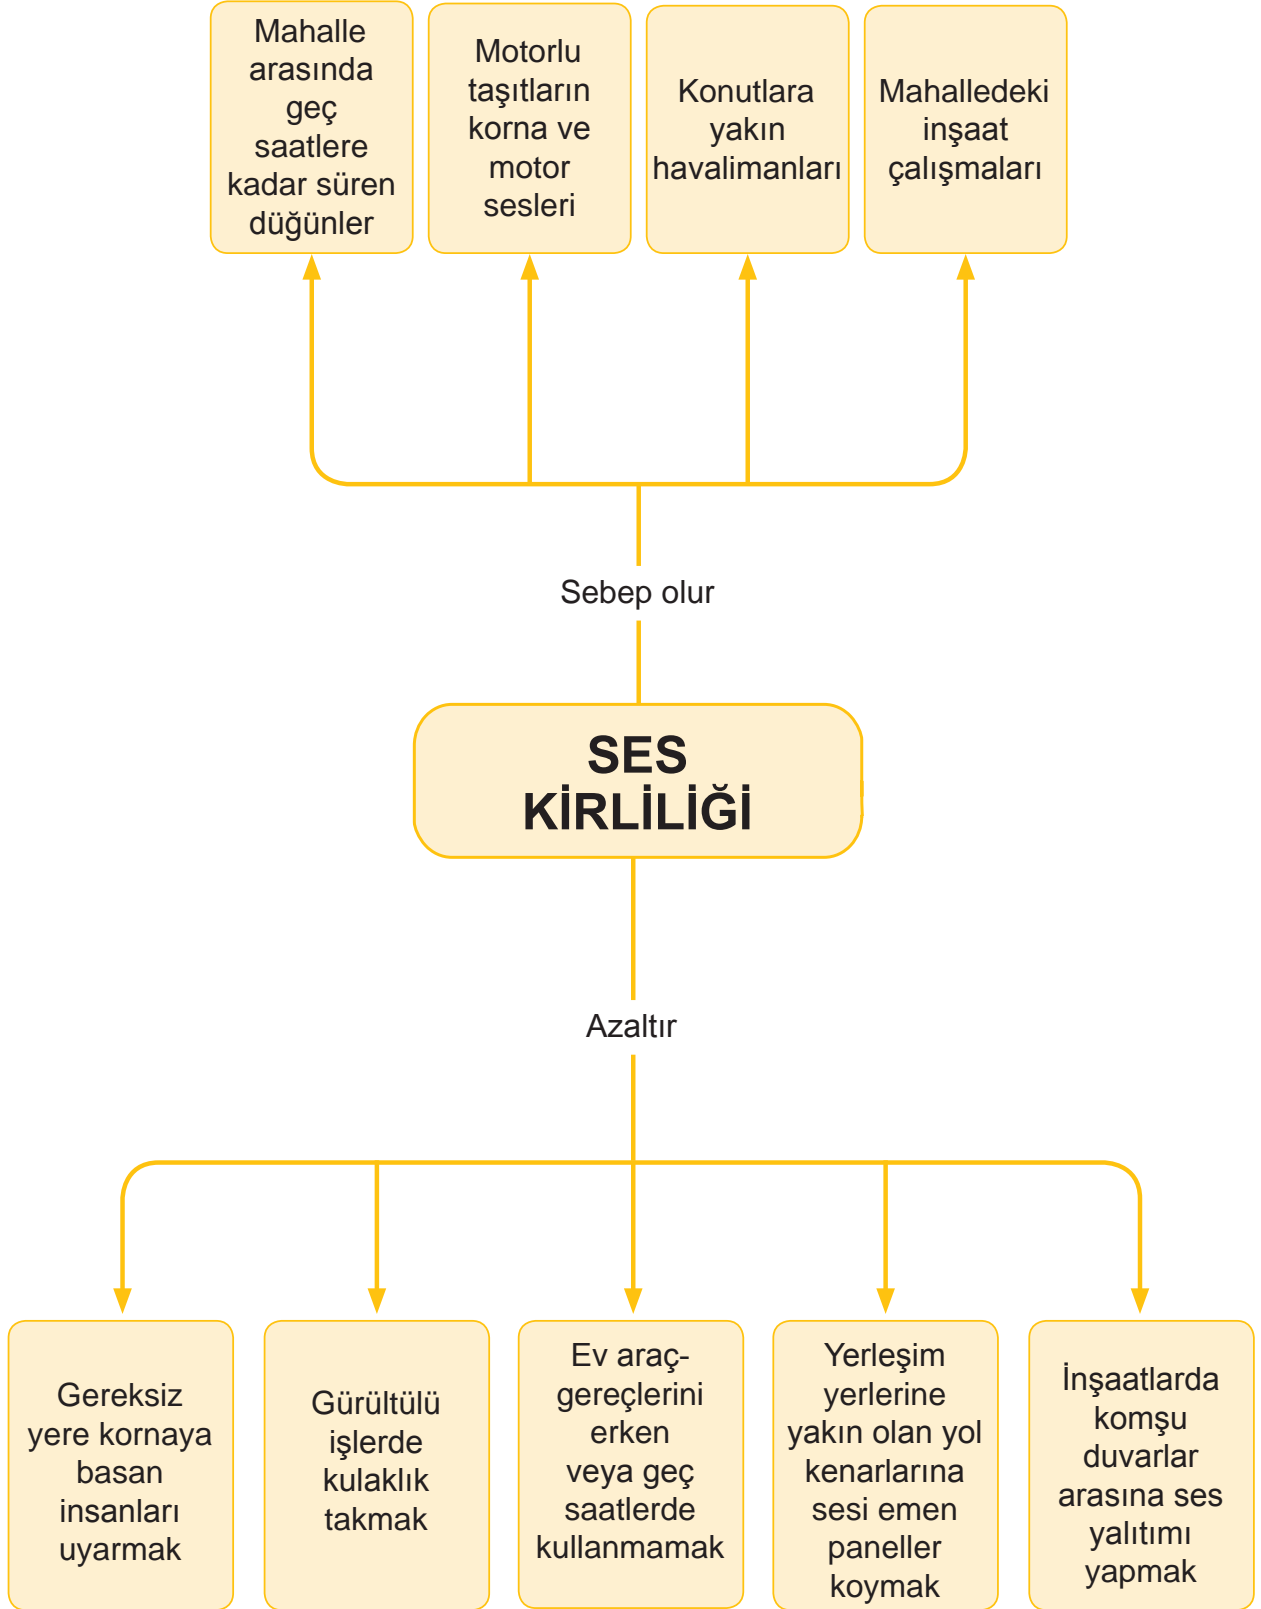 Mahalle
arasında
geç
saatlere
kadar süren
düğünler
Motorlu
taşıtların
korna ve
motor
sesleri
Konutlara
yakın
havalimanları
Mahalledeki
inşaat
çalışmaları
Sebep olur
SES
KİRLİLİĞİ
Azaltır
Gereksiz
yere kornaya
basan
insanları
uyarmak
Gürültülü
işlerde
kulaklık
takmak
Ev araç-
gereçlerini
erken
veya geç
saatlerde
kullanmamak
Yerleşim
yerlerine
yakın olan yol
kenarlarına
sesi emen
paneller
koymak
İnşaatlarda
komşu
duvarlar
arasına ses
yalıtımı
yapmak